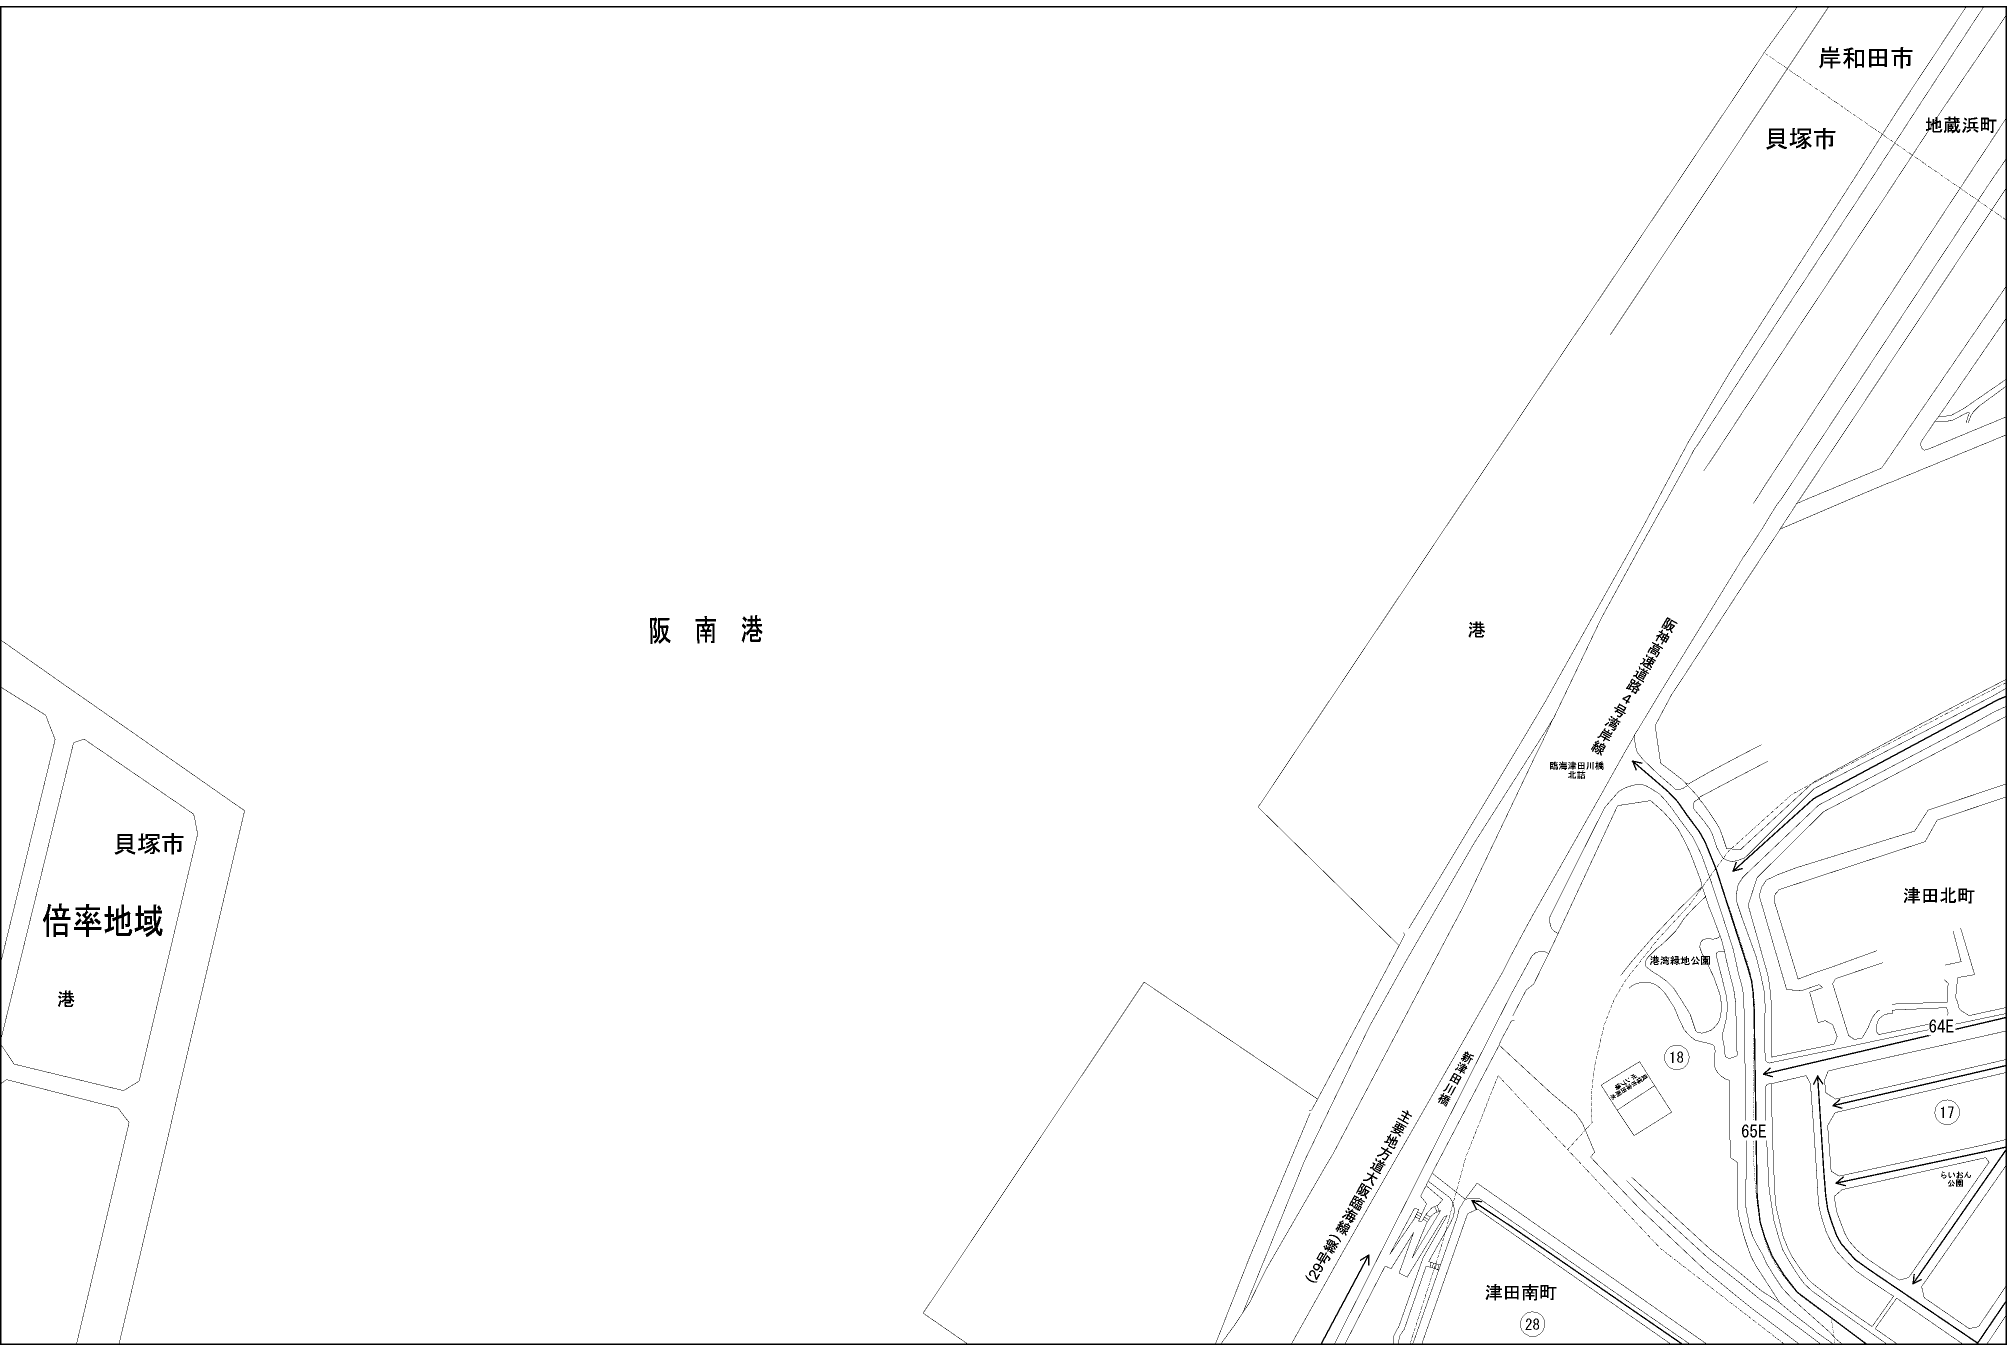 岸和田市
地蔵浜町
貝塚市
阪南港
港
阪神高速道路4号湾岸線
臨海津田川橋
北詰
貝塚市
倍率地域
港
津田北町
港湾緑地公園
64E
18
新津田川橋
17
65E
主要地方道大阪臨海線
(29号線)
らいおん
公園
津田南町
28